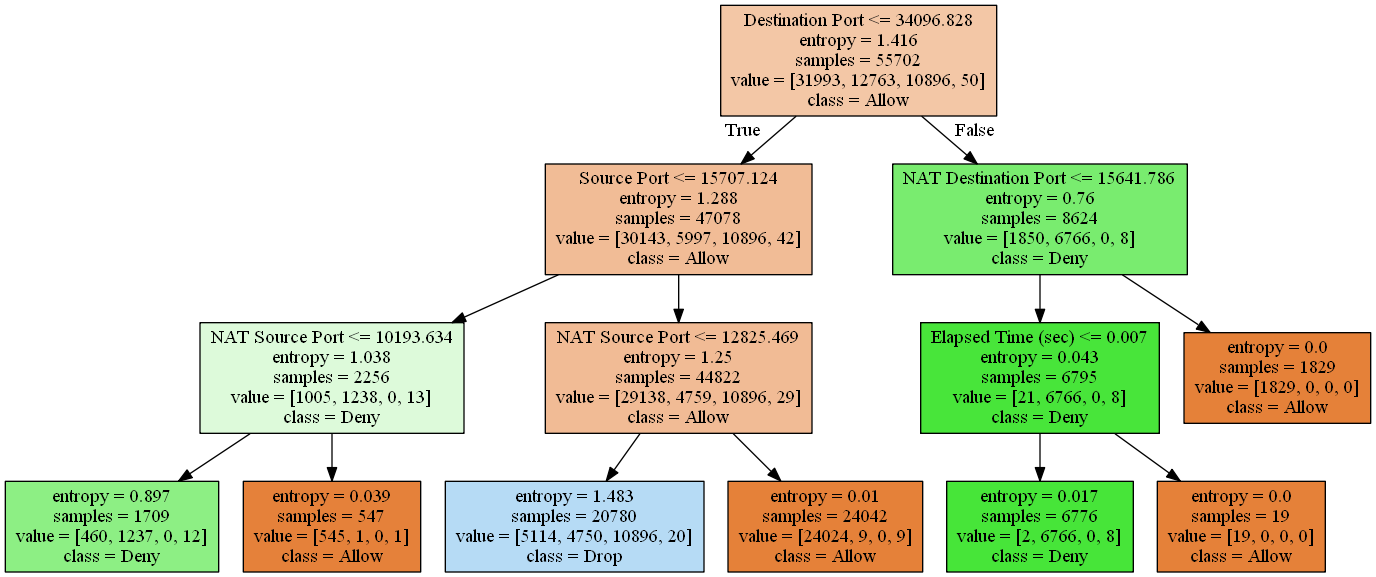 Destination Port <= 34096.828
entropy = 1.416
samples = 55702
value = [31993, 12763, 10896, 50]
class = Allow
True
False
Source Port <= 15707.124
entropy = 1.288
samples = 47078
value = [30143, 5997, 10896, 42]
class = Allow
NAT Destination Port <= 15641.786
entropy = 0.76
samples = 8624
value = [1850, 6766, 0, 8]
class = Deny
NAT Source Port <= 10193.634
entropy = 1.038
samples = 2256
value = [1005, 1238, 0, 13]
class = Deny
NAT Source Port <= 12825.469
entropy = 1.25
samples = 44822
value = [29138, 4759, 10896, 29]
class = Allow
Elapsed Time (sec) <= 0.007
entropy = 0.043
samples = 6795
value = [21, 6766, 0, 8]
class = Deny
entropy = 0.0
samples = 1829
value = [1829, 0, 0, 0]
class = Allow
entropy = 0.897
samples = 1709
value = [460, 1237, 0, 12]
class = Deny
entropy = 0.039
samples = 547
value = [545, 1, 0, 1]
class = Allow
entropy = 1.483
samples = 20780
value = [5114, 4750, 10896, 20]
class = Drop
entropy = 0.01
samples = 24042
value = [24024, 9, 0, 9]
class = Allow
entropy = 0.017
samples = 6776
value = [2, 6766, 0, 8]
class = Deny
entropy = 0.0
samples = 19
value = [19, 0, 0, 0]
class = Allow